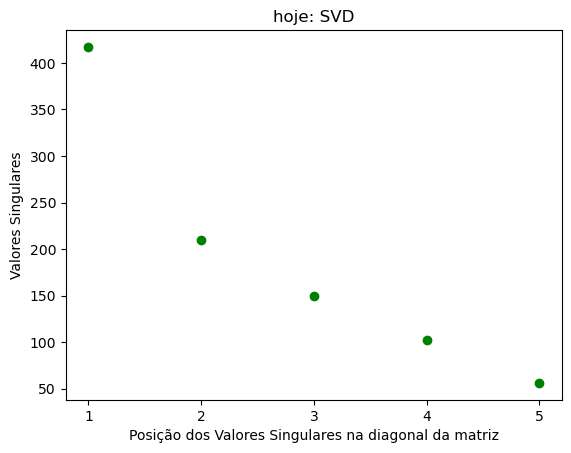 hoje: SVD
400
350
300
250
200
150
100
50
Valores Singulares
1 2 3 4 5
Posição dos Valores Singulares na diagonal da matriz